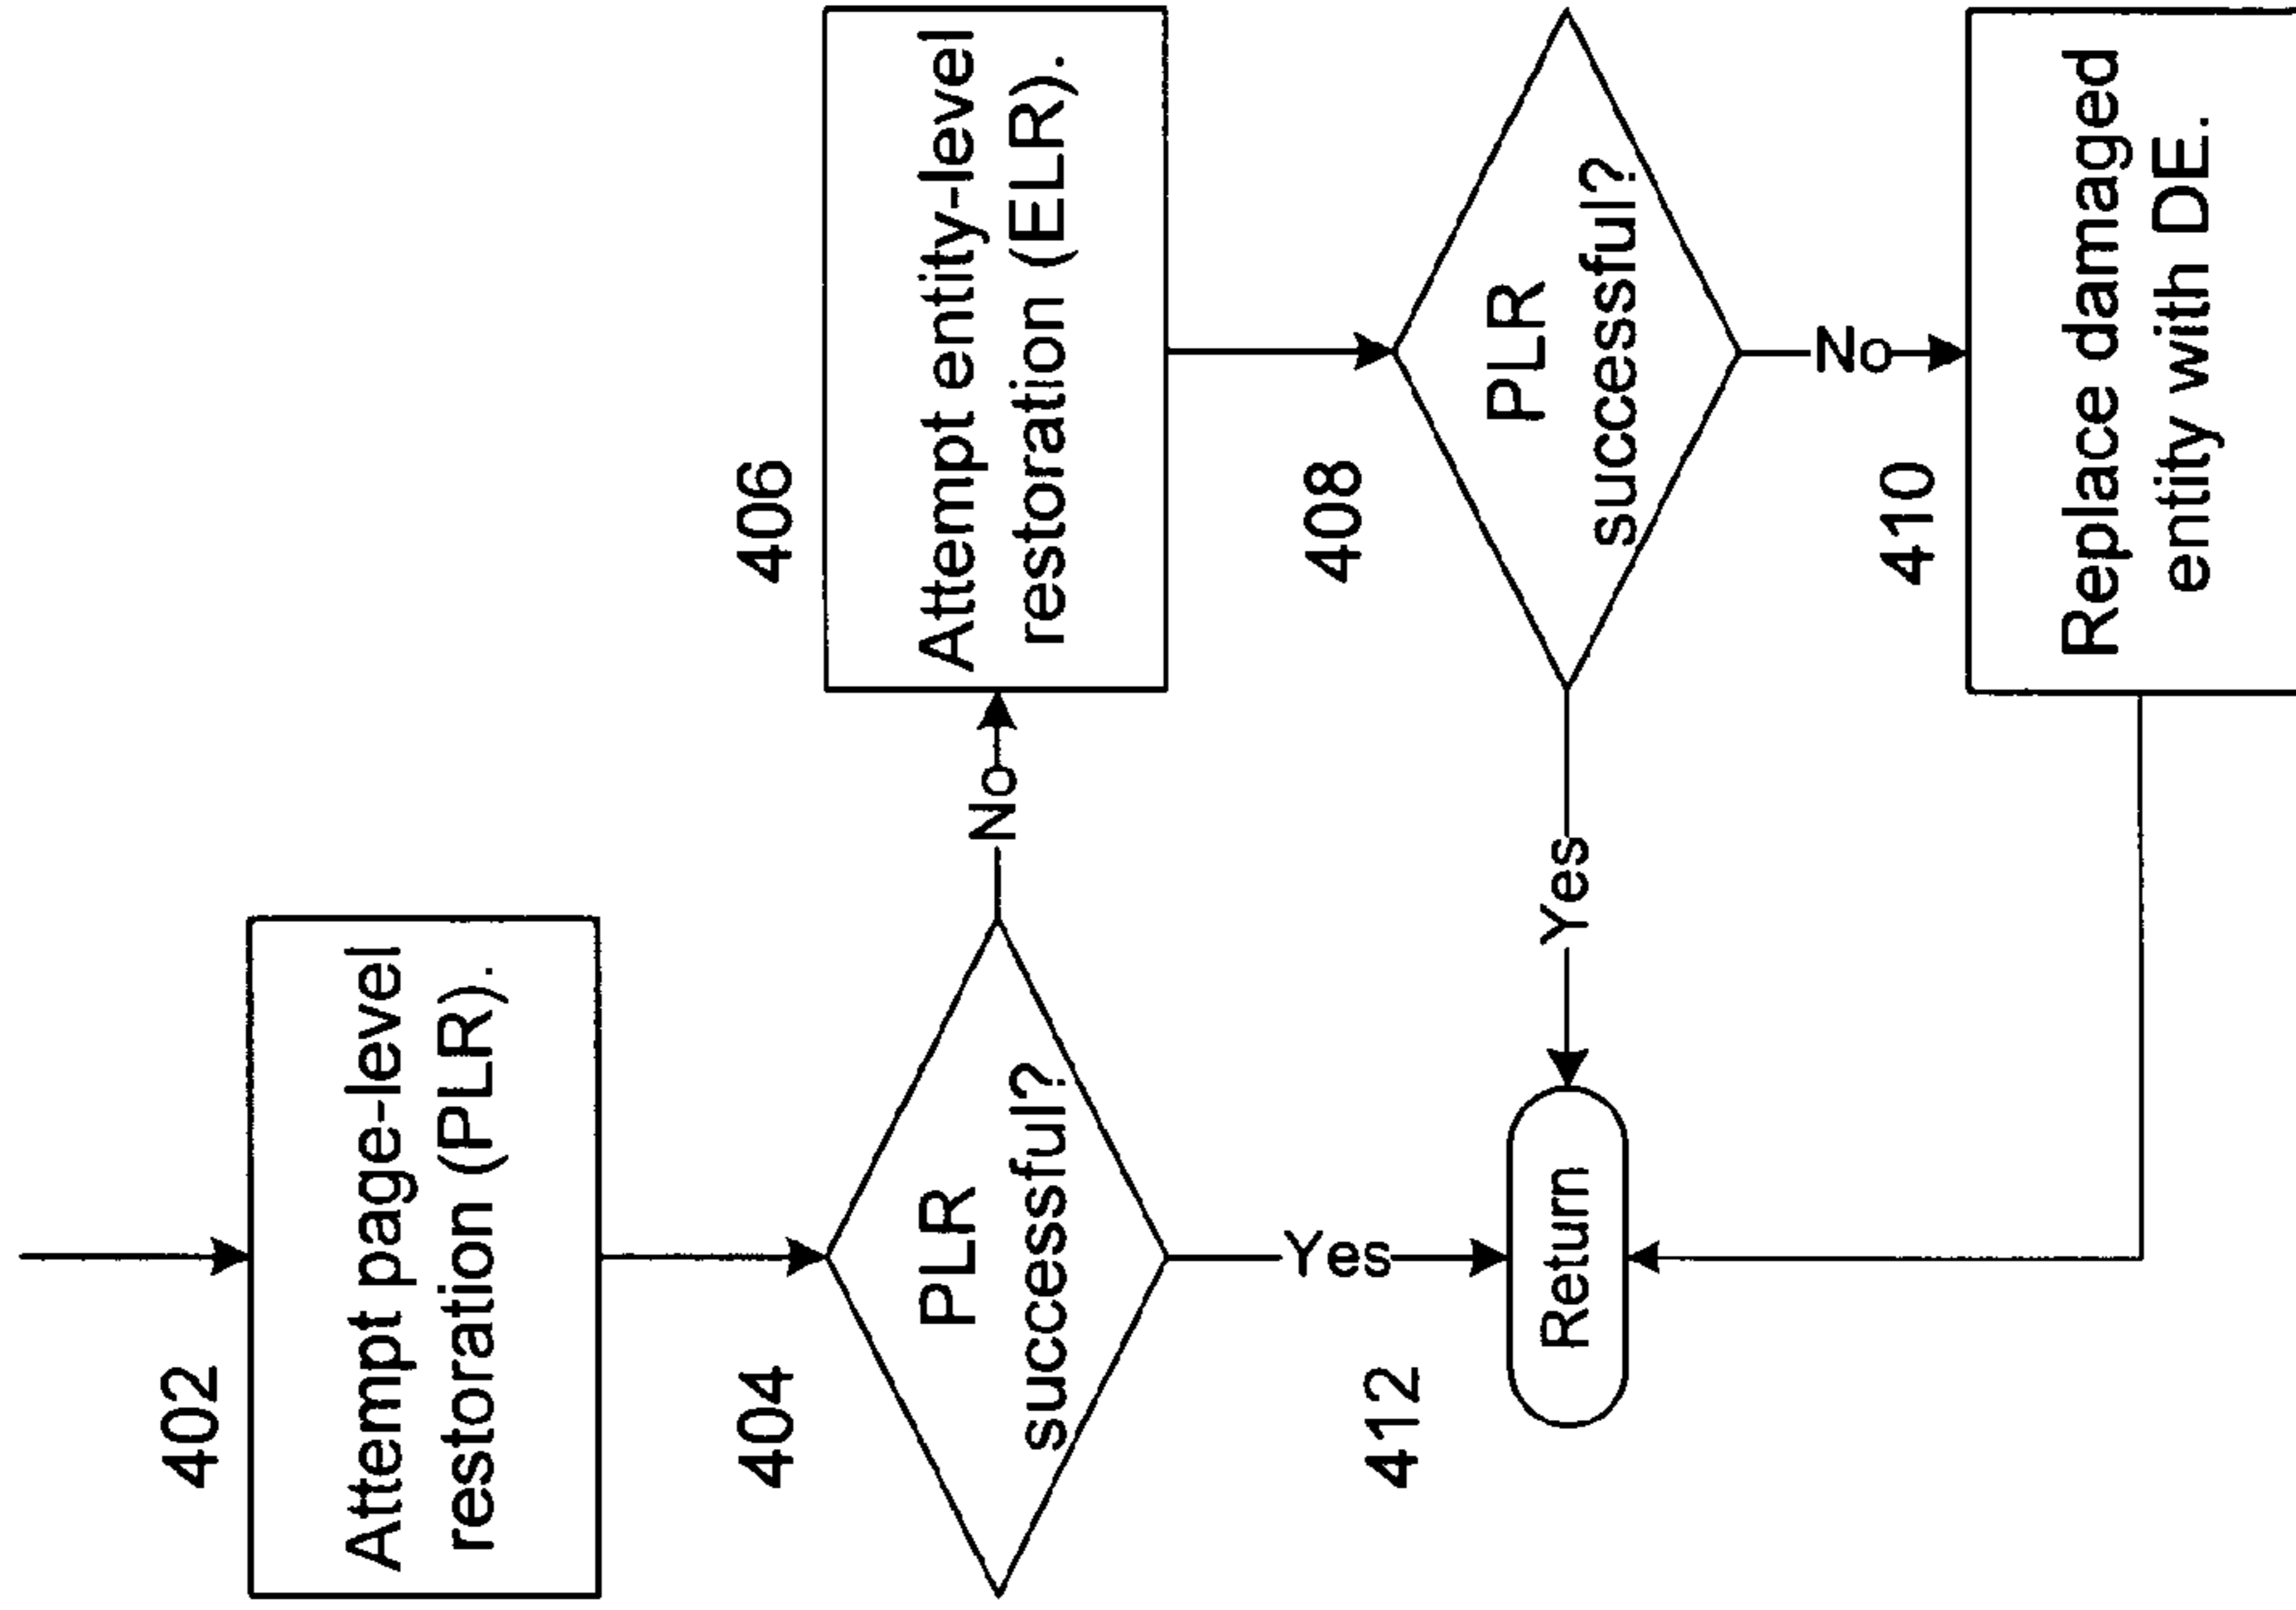 402
Attempt page-level
restoration (PLR).
404
PLR
successful?
No
Yes
406
Attempt entity-level
restoration (ELR).
408
PLR
successful?
Yes
No
410
Replace damaged
entity with DE.
412
Return